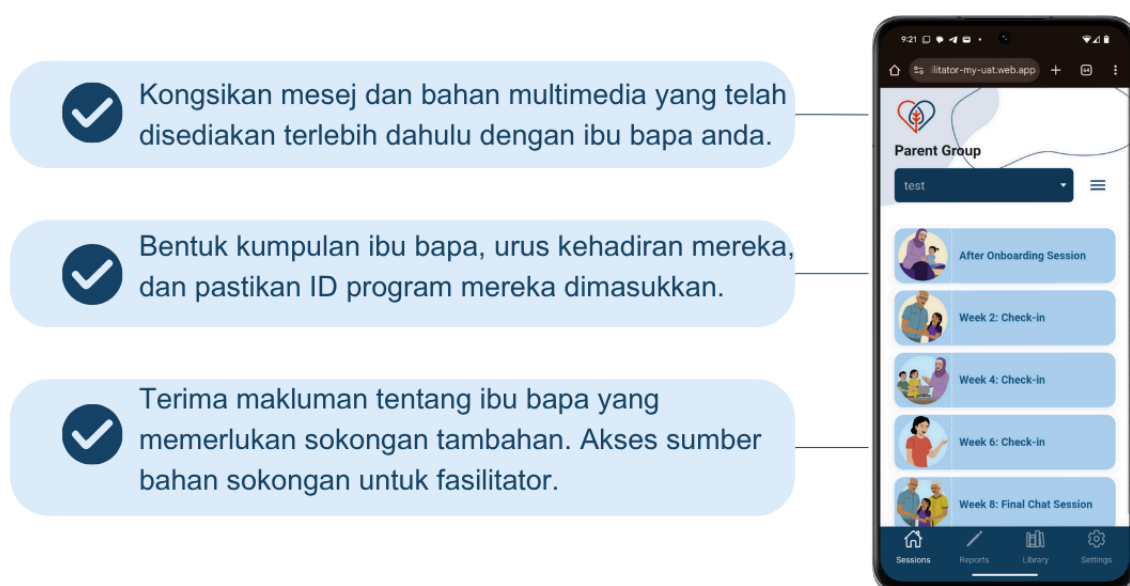 Kongsikan mesej dan bahan multimedia yang telah
disediakan terlebih dahulu dengan ibu bapa anda.
Bentuk kumpulan ibu bapa, urus kehadiran mereka,
dan pastikan ID program mereka dimasukkan.
Terima makluman tentang ibu bapa yang
memerlukan sokongan tambahan. Akses sumber
bahan sokongan untuk fasilitator.
9:21
ilitator-my-uat.web.app
64
Parent Group
test
After Onboarding Session
Week 2: Check-in
Week 4: Check-in
Week 6: Check-in
Week 8: Final Chat Session
Sessions Reports Library Settings